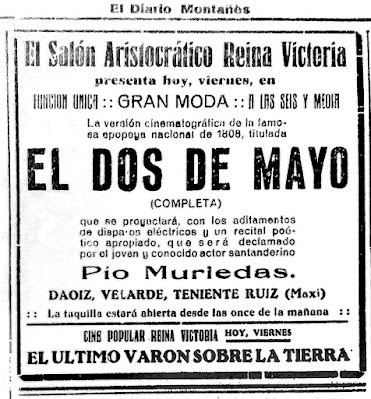 El Diario Montañés
El Salón Aristocrático Reina Victoria
presenta hoy, viernes, en
FUNCION UNICA :: GRAN MODA :: A LAS SEIS Y MEDIA
La versión cinematográfica de la famo-
sa epopeya nacional de 1808, titulada
EL DOS DE MAYO
(COMPLETA)
que se proyectará, con los aditamentos
de disparos eléctricos y un recital poé-
tico apropiado, que será declamado
por el joven y conocido actor santanderino
Pío Muriedas.
DAOIZ, VELARDE, TENIENTE RUIZ (Maxi)
:: La taquilla estará abierta desde las once de la mañana ::
CINE POPULAR REINA VICTORIA HOY, VIERNES
EL ULTIMO VARON SOBRE LA TIERRA